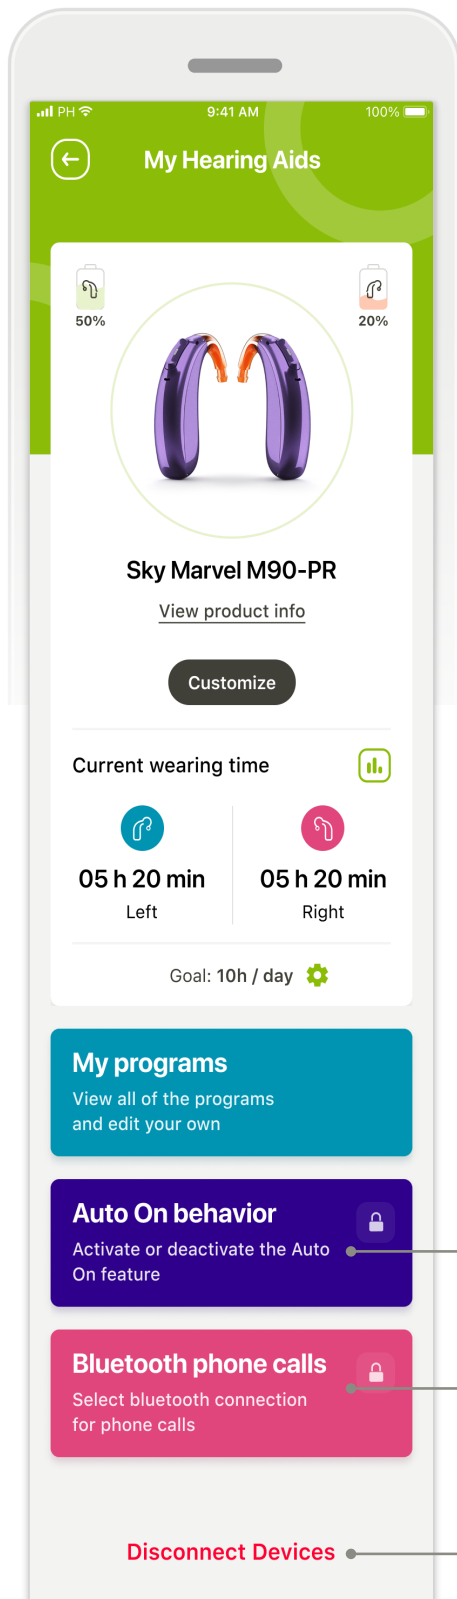 PH 9:41 AM 100%
My Hearing Aids
50% 20%
Sky Marvel M90-PR
View product info
Customize
Current wearing time
05 h 20 min 05 h 20 min
Left Right
Goal: 10h / day
My programs
View all of the programs
and edit your own
Auto On behavior
Activate or deactivate the Auto
On feature
Bluetooth phone calls
Select bluetooth connection
for phone calls
Disconnect Devices